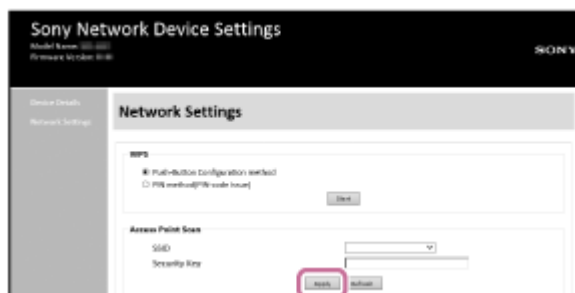 Sony Network Device Settings
Model Name
Firmware Version
SONY
Device Details
Network Settings
Network Settings
WPS
Push-Button Configuration method
PIN method(PIN-code issue)
Start
Access Point Scan
SSID
Security Key
Apply Refresh